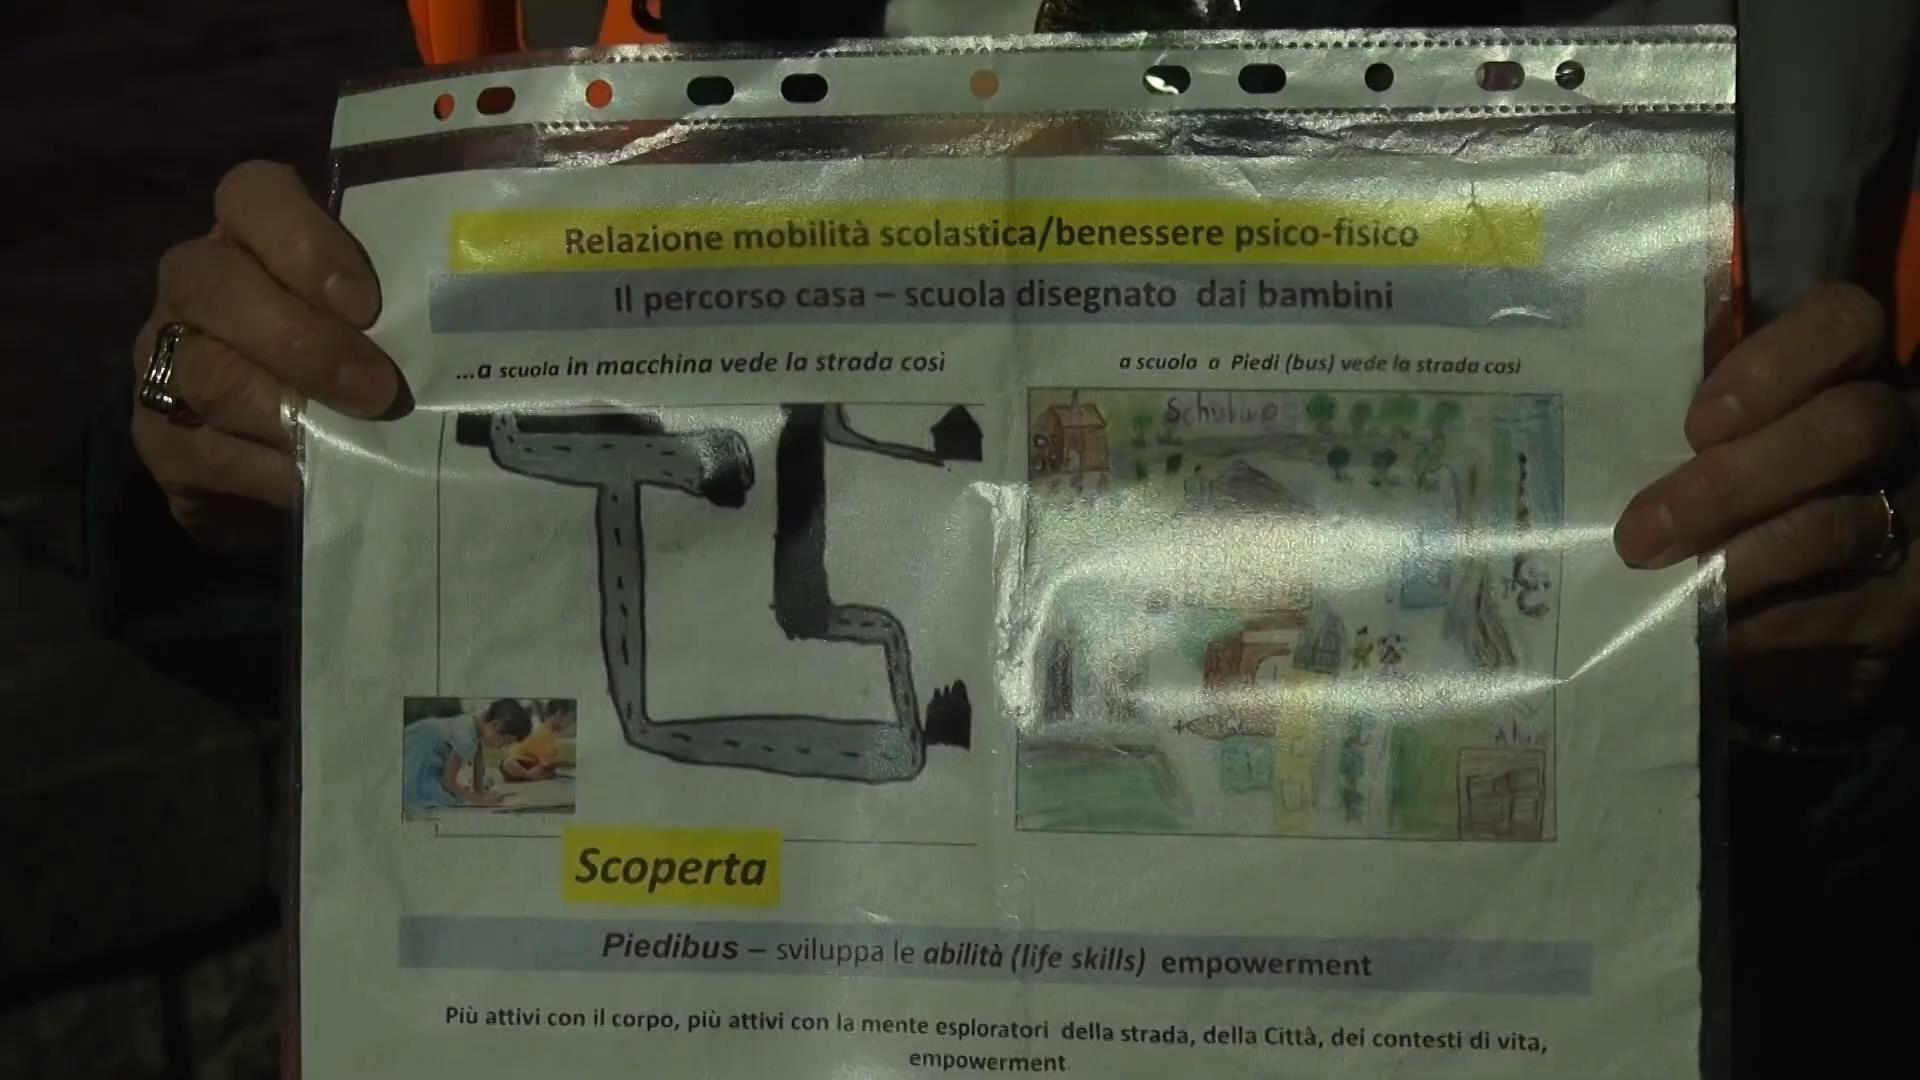 Relazione mobilità scolastica/benessere psico-fisico
Il percorso casa – scuola disegnato dai bambini
...a scuola in macchina vede la strada così
a scuola a Piedi (bus) vede la strada così
Scoperta
Piedibus – sviluppa le abilità (life skills) empowerment
Più attivi con il corpo, più attivi con la mente esploratori della strada, della Città, dei contesti di vita,
empowerment